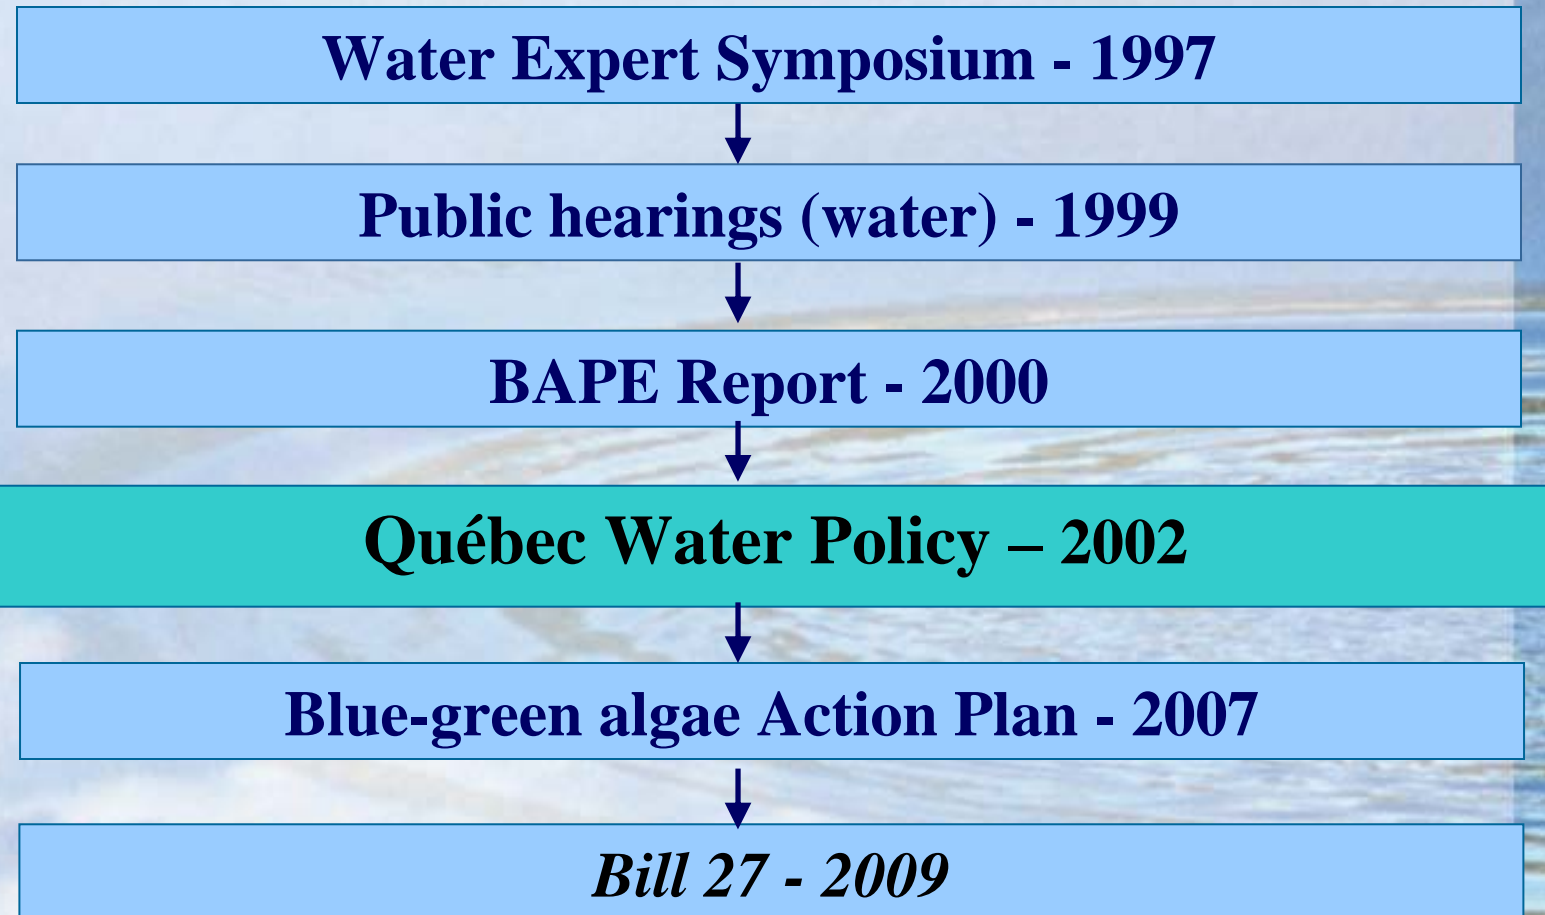 Water Expert Symposium - 1997
Public hearings (water) - 1999
BAPE Report - 2000
Québec Water Policy – 2002
Blue-green algae Action Plan - 2007
Bill 27 - 2009